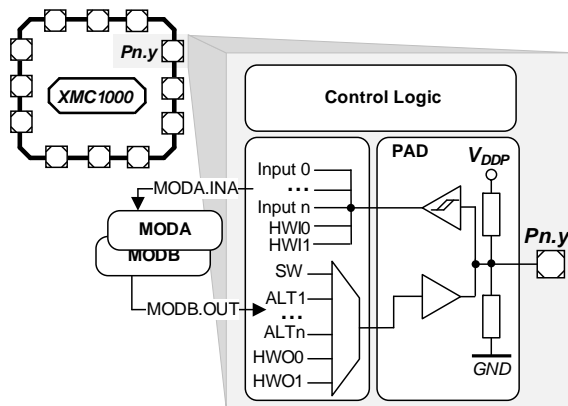 Pn.y
XMC1000
Control Logic
PAD
VDDP
Input 0
...
Input n
HWI0
HWI1
MODA.INA
MODA
MODB
MODB.OUT
SW
ALT1
...
ALTn
HWO0
HWO1
Pn.y
GND